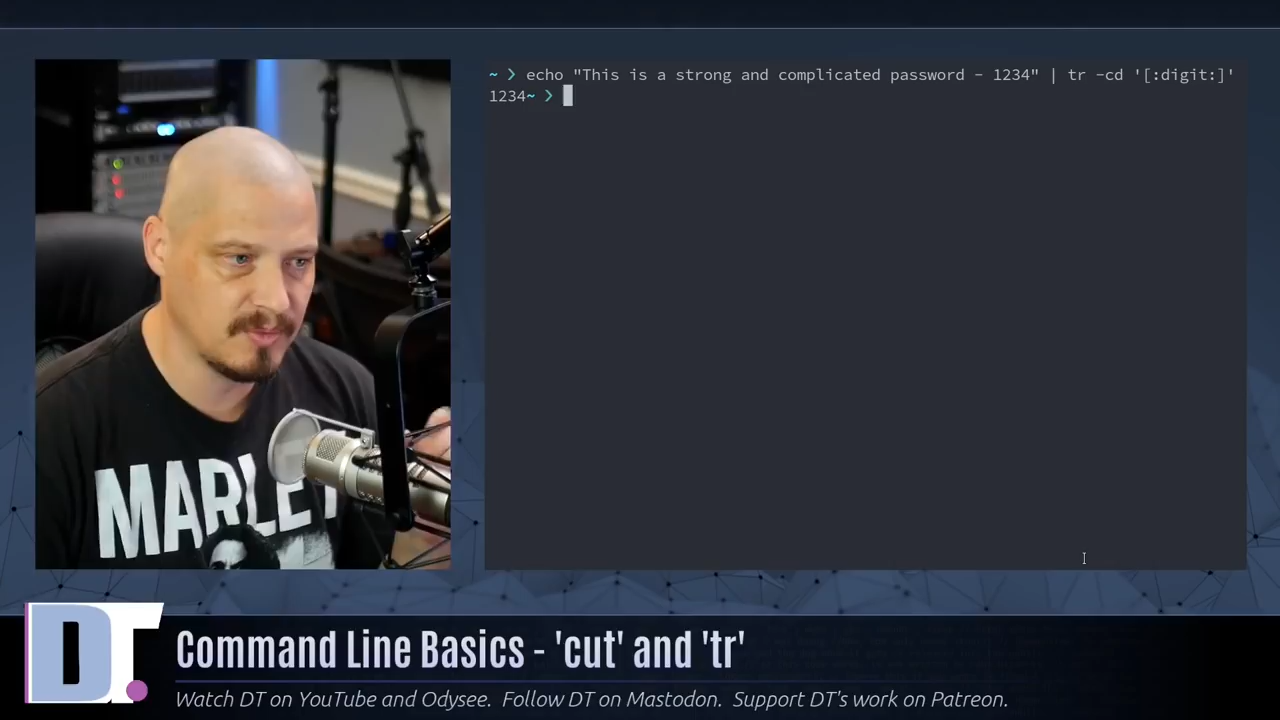 ~ ❯ echo "This is a strong and complicated password - 1234" | tr -cd '[:digit:]'
1234~ ❯
MARLEY
DT.
Command Line Basics - 'cut' and 'tr'
Watch DT on YouTube and Odysee. Follow DT on Mastodon. Support DT's work on Patreon.